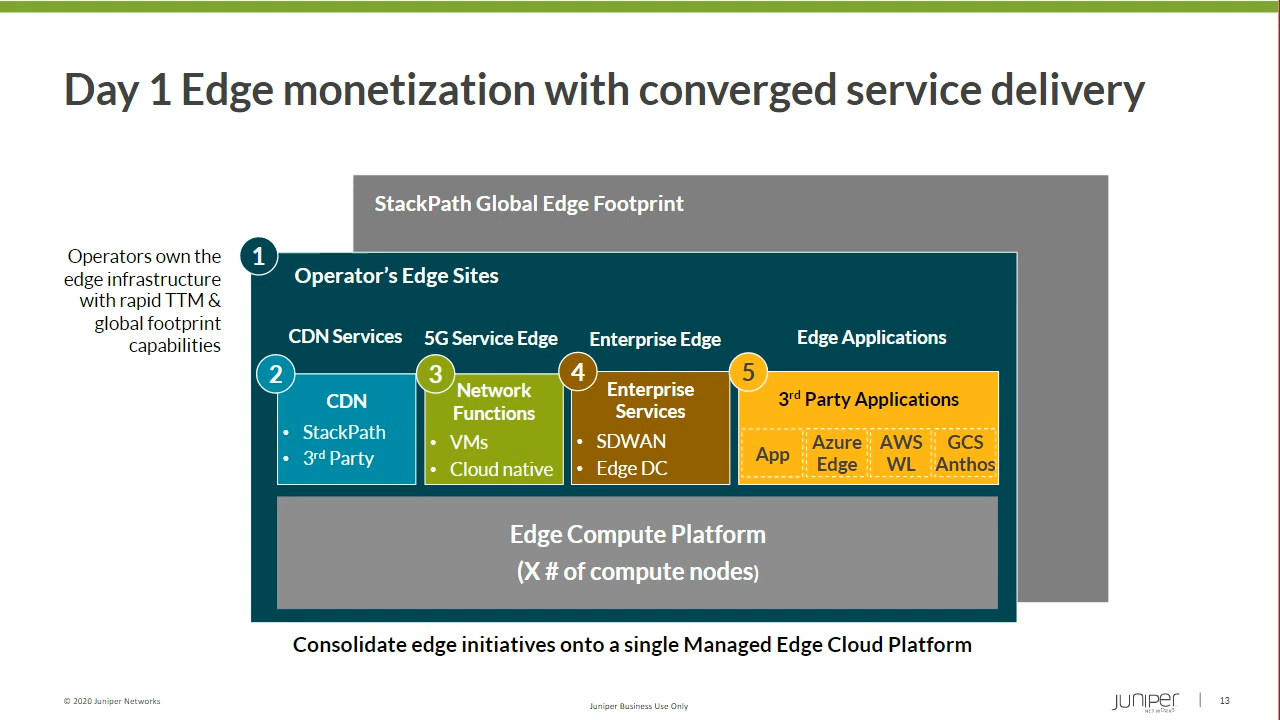 Day 1 Edge monetization with converged service delivery
StackPath Global Edge Footprint
Operators own the
edge infrastructure
with rapid TTM &
global footprint
capabilities
1
Operator’s Edge Sites
CDN Services
5G Service Edge
Enterprise Edge
Edge Applications
2
CDN
• StackPath
• 3rd Party
3
Network
Functions
• VMs
• Cloud native
4
Enterprise
Services
• SDWAN
• Edge DC
5
3rd Party Applications
App
Azure
Edge
AWS
WL
GCS
Anthos
Edge Compute Platform
(X # of compute nodes)
Consolidate edge initiatives onto a single Managed Edge Cloud Platform
© 2020 Juniper Networks
Juniper Business Use Only
JUNIPER
NETWORKS
13